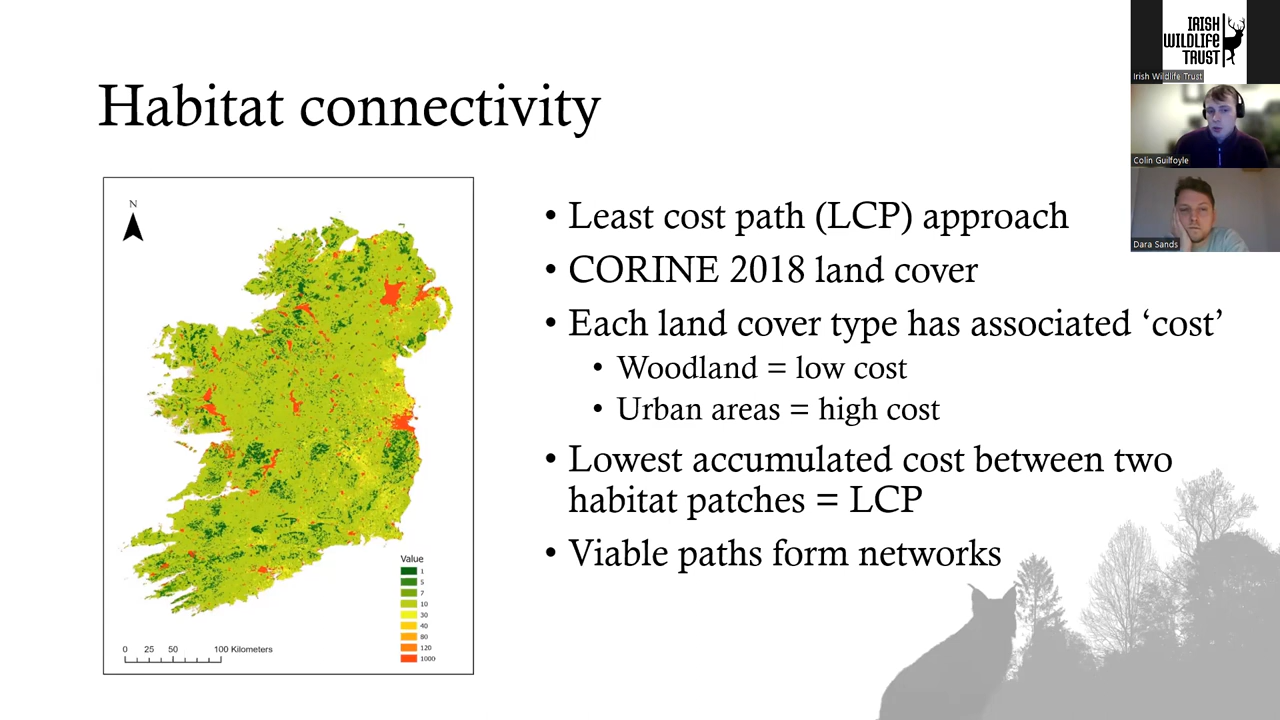 Habitat connectivity
N
Value
1
5
7
10
30
40
80
120
1000
0 25 50 100 Kilometers
• Least cost path (LCP) approach
• CORINE 2018 land cover
• Each land cover type has associated ‘cost’
• Woodland = low cost
• Urban areas = high cost
• Lowest accumulated cost between two
habitat patches = LCP
• Viable paths form networks
IRISH
WILDLIFE
TRUST
Irish Wildlife Trust
Colin Guilfoyle
Dara Sands